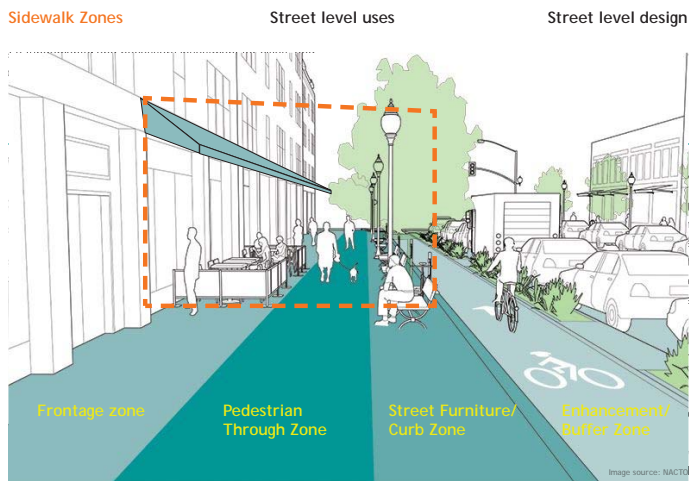 Sidewalk Zones
Street level uses
Street level design
Frontage zone
Pedestrian
Through Zone
Street Furniture/
Curb Zone
Enhancement/
Buffer Zone
Image source: NACTO